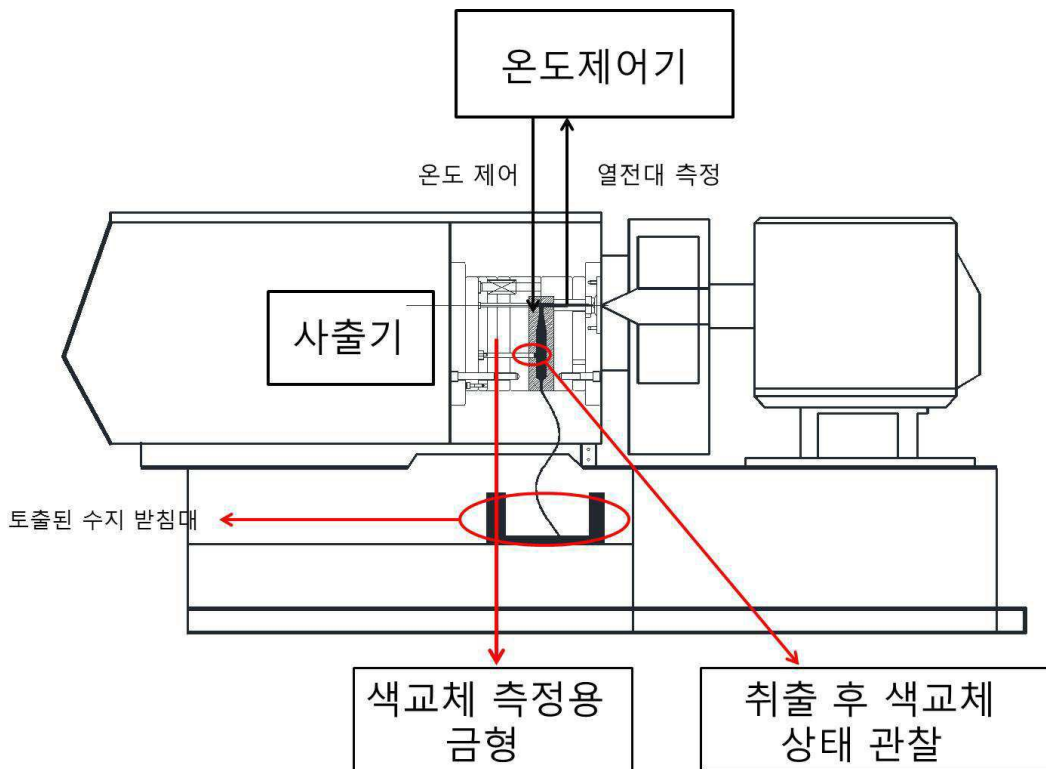 온도제어기
온도 제어
열전대 측정
사출기
토출된 수지 받침대
색교체 측정용
금형
취출 후 색교체
상태 관찰